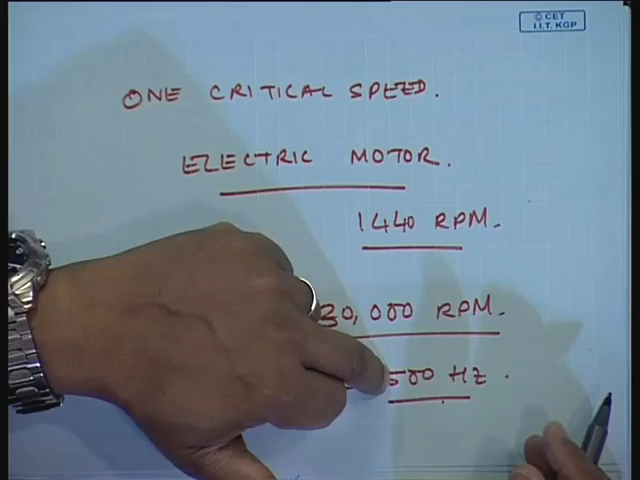 © CET
I.I.T. KGP
ONE CRITICAL SPEED.
ELECTRIC MOTOR.
1440 RPM.
30,000 RPM.
500 HZ.